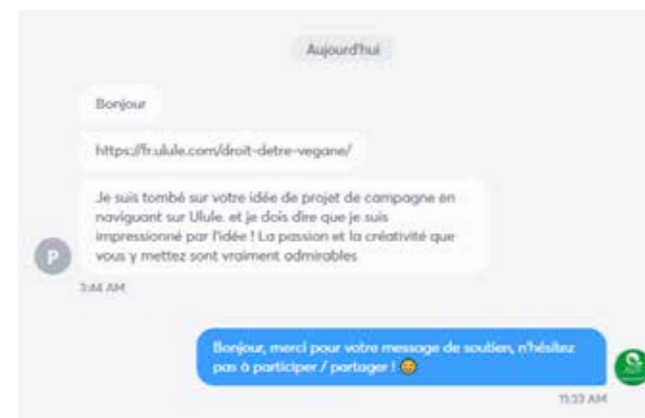 Aujourd'hui
Bonjour
https://fr.ulule.com/droit-detre-vegane/
Je suis tombé sur votre idée de projet de campagne en
naviguant sur Ulule. et je dois dire que je suis
impressionné par l'idée ! La passion et la créativité que
vous y mettez sont vraiment admirables
P
3:44 AM
Bonjour, merci pour votre message de soutien, n'hésitez
pas à participer / partager ! 😊
11:33 AM